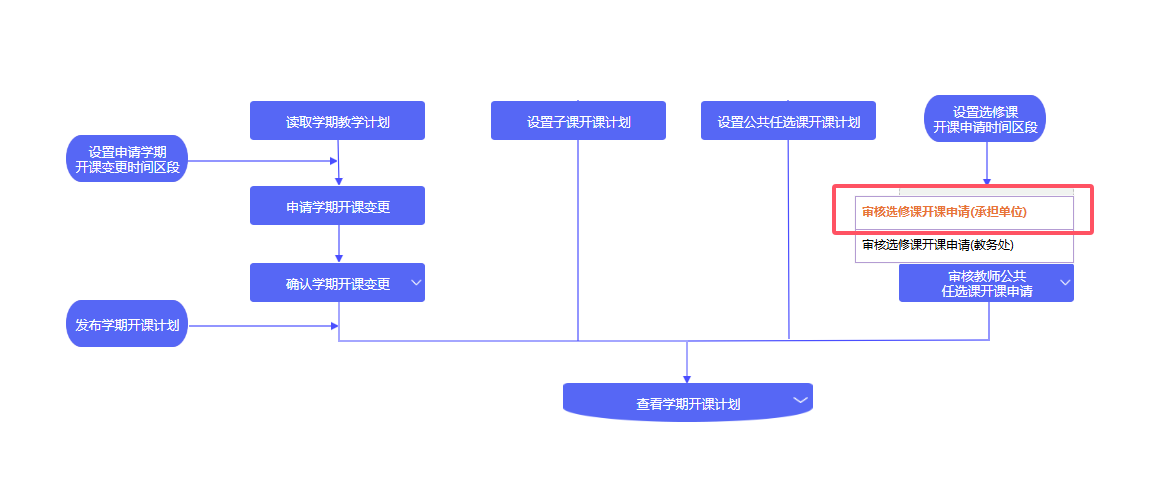 读取学期教学计划
设置子课开课计划
设置公共任选课开课计划
设置选修课
开课申请时间区段
设置申请学期
开课变更时间区段
申请学期开课变更
审核选修课开课申请(承担单位)
审核选修课开课申请(教务处)
确认学期开课变更
审核教师公共
任选课开课申请
发布学期开课计划
查看学期开课计划